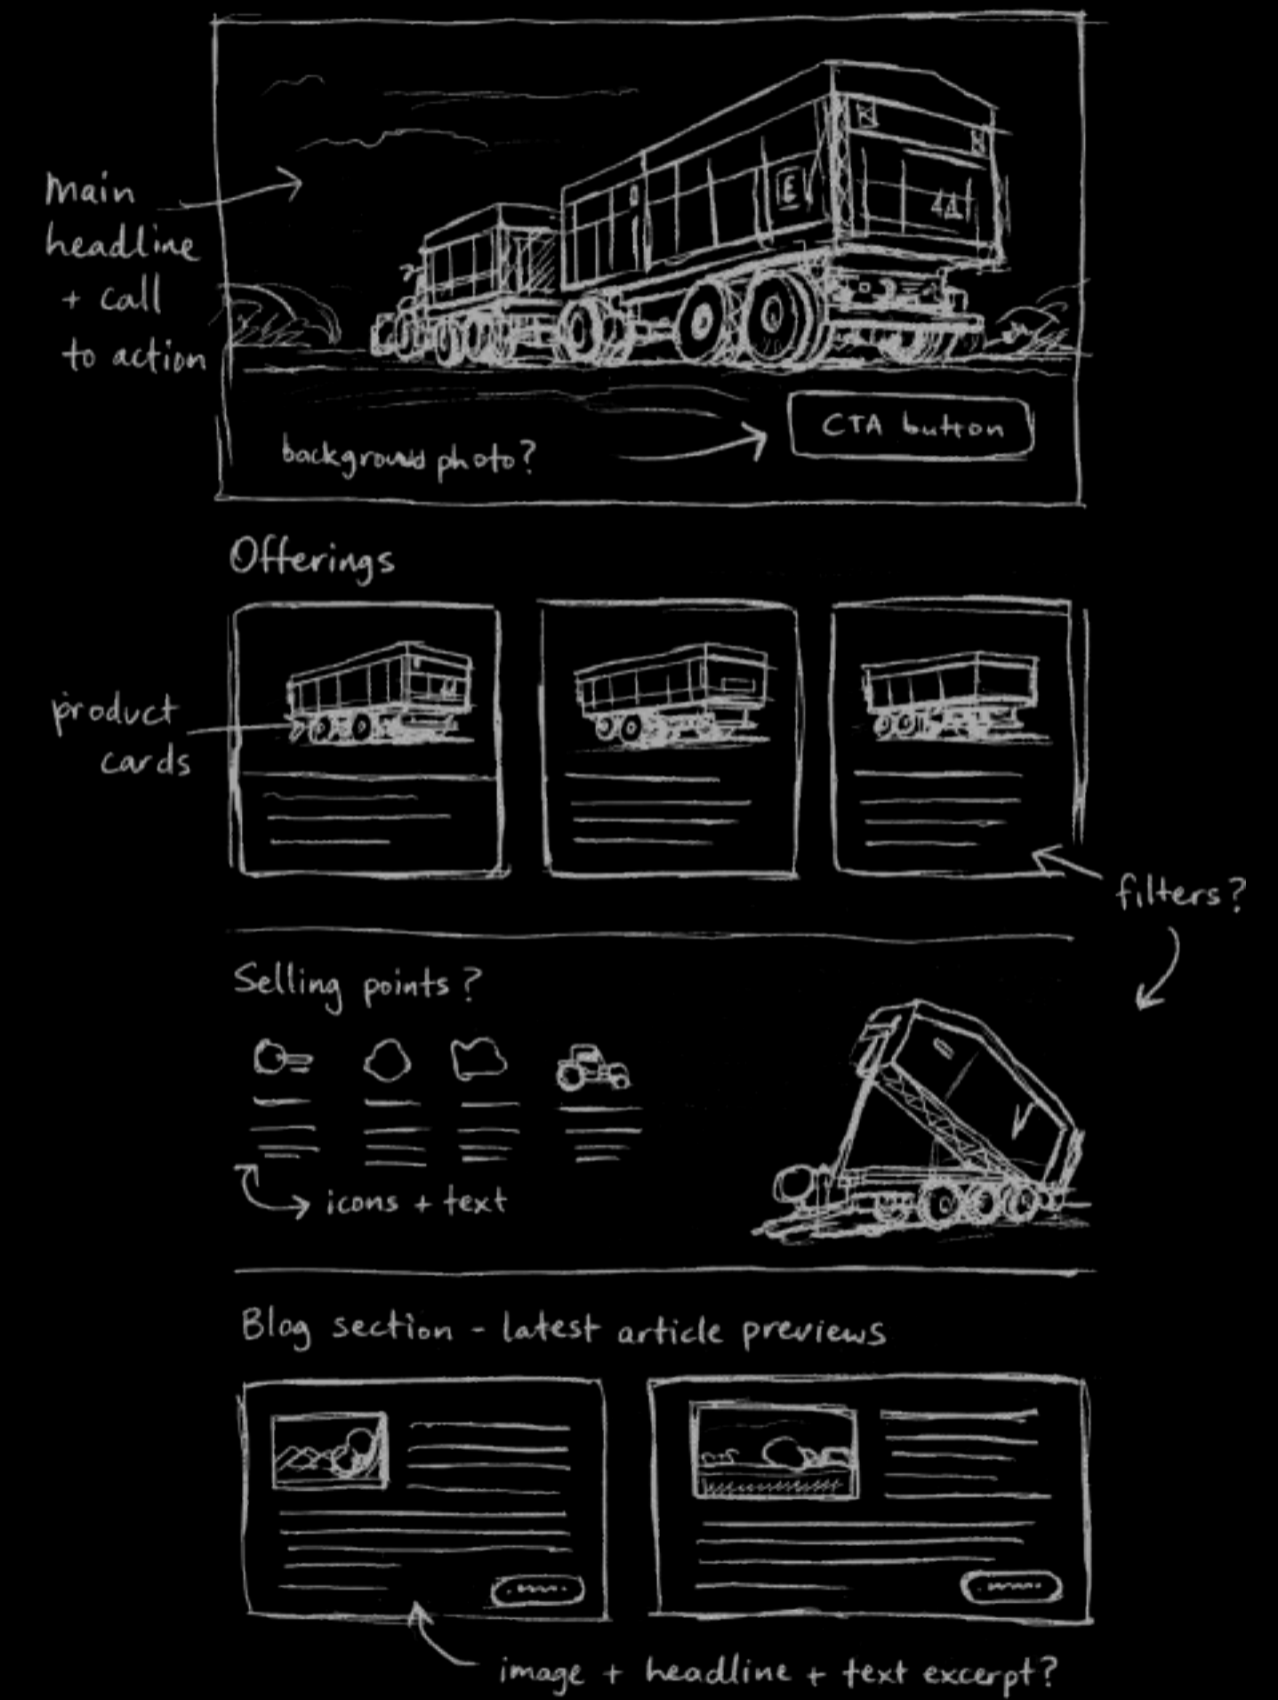 main
headline
+ call
to action
E
background photo?
CTA button
Offerings
product
cards
filters?
Selling points?
icons + text
Blog section - latest article previews
image + headline + text excerpt?